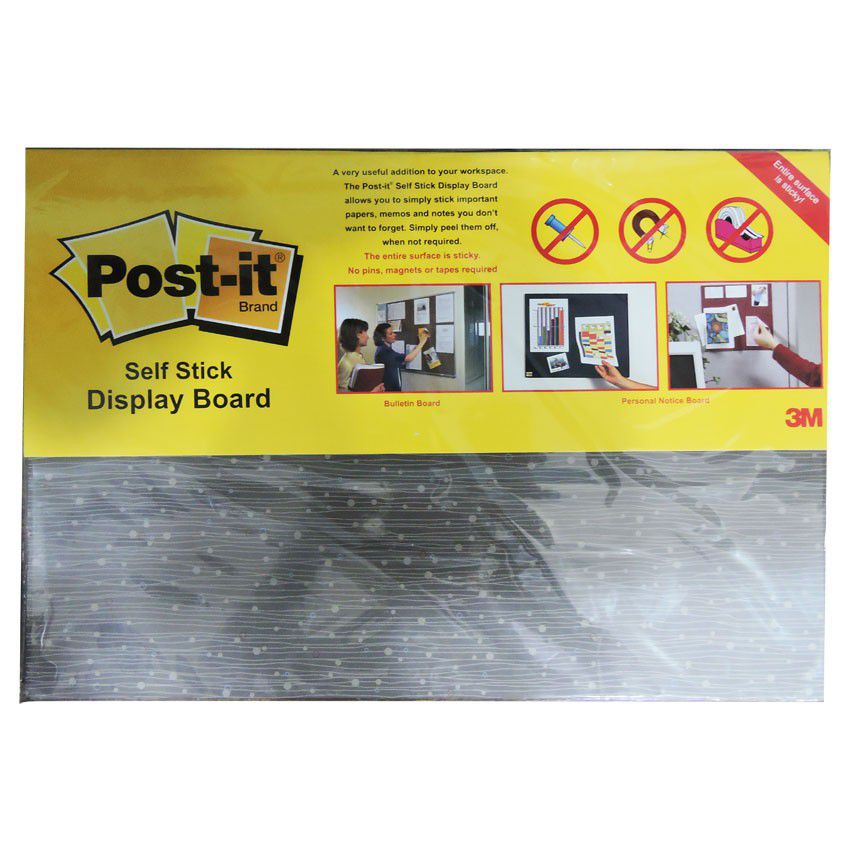 Post-it®
Brand
Self Stick
Display Board
A very useful addition to your workspace.
The Post-it® Self Stick Display Board
allows you to simply stick important
papers, memos and notes you don't
want to forget. Simply peel them off,
when not required.
The entire surface is sticky.
No pins, magnets or tapes required
Entire surface
is sticky!
Bulletin Board
Personal Notice Board
3M